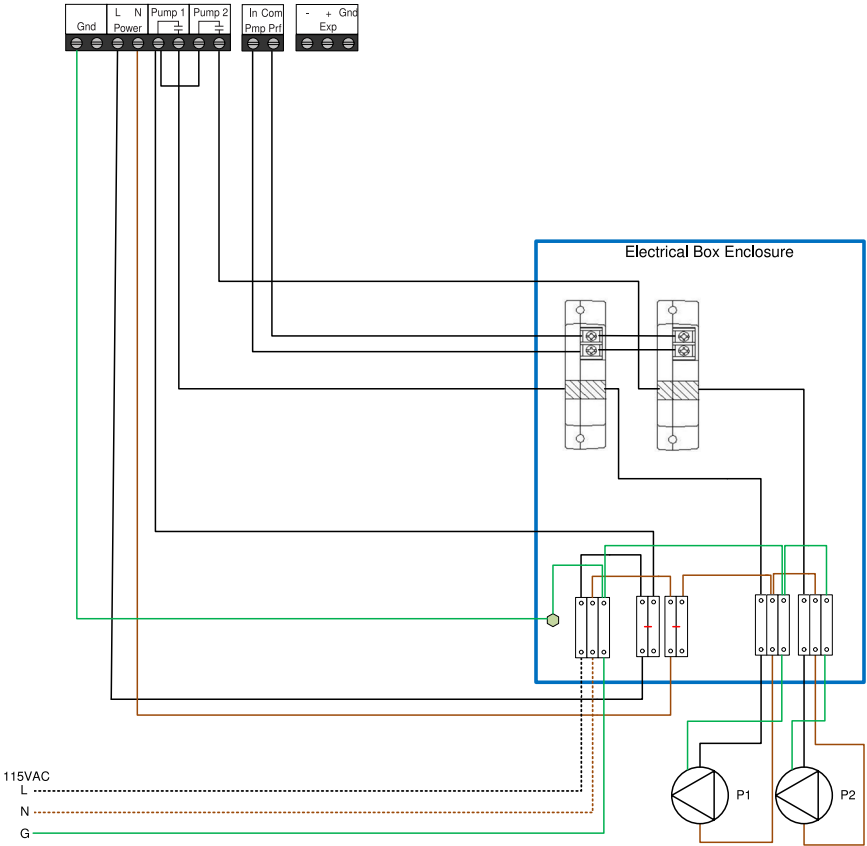 L N Pump 1 Pump 2 In Com - + Gnd
Gnd Power Pmp Prf Exp
Electrical Box Enclosure
115VAC
L
P1 P2
N
G